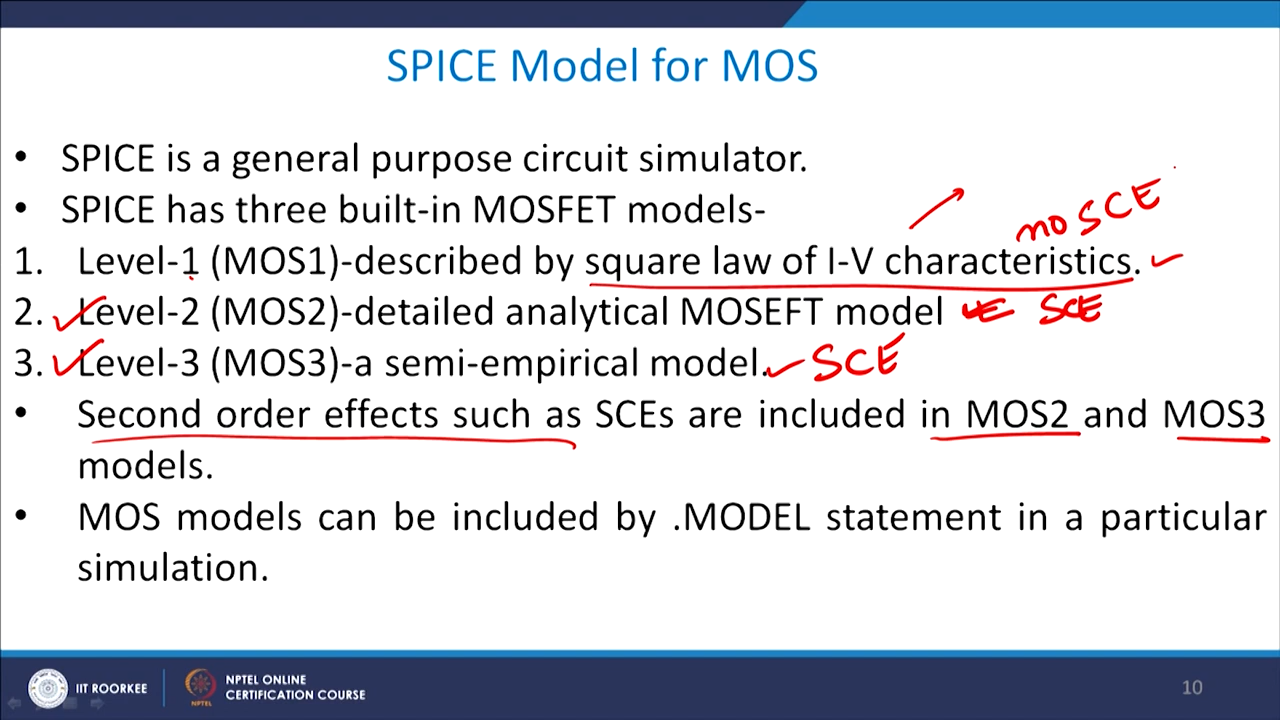 SPICE Model for MOS
• SPICE is a general purpose circuit simulator.
• SPICE has three built-in MOSFET models-
no SCE
1. Level-1 (MOS1)-described by square law of I-V characteristics.
2. Level-2 (MOS2)-detailed analytical MOSEFT model SCE
3. Level-3 (MOS3)-a semi-empirical model. SCE
• Second order effects such as SCEs are included in MOS2 and MOS3
models.
• MOS models can be included by .MODEL statement in a particular
simulation.
IIT ROORKEE
NPTEL ONLINE
CERTIFICATION COURSE
NPTEL
10